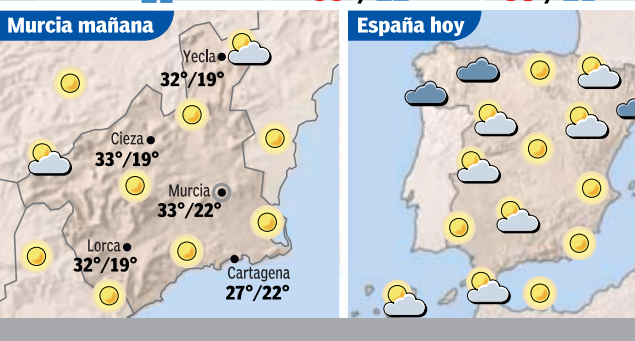 Murcia mañana
Yecla
32°/19°
Cieza
33°/19°
Murcia
33°/22°
Lorca
32°/19°
Cartagena
27°/22°
España hoy